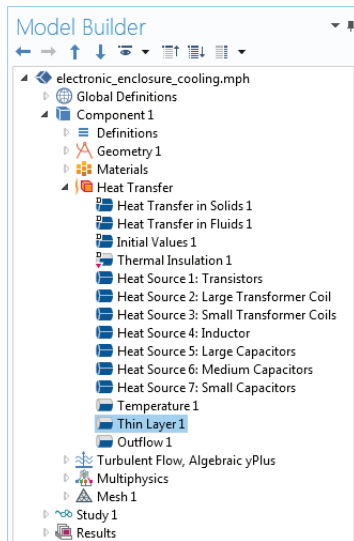 Model Builder
electronic_enclosure_cooling.mph
Global Definitions
Component 1
Definitions
Geometry 1
Materials
Heat Transfer
Heat Transfer in Solids 1
Heat Transfer in Fluids 1
Initial Values 1
Thermal Insulation 1
Heat Source 1: Transistors
Heat Source 2: Large Transformer Coil
Heat Source 3: Small Transformer Coils
Heat Source 4: Inductor
Heat Source 5: Large Capacitors
Heat Source 6: Medium Capacitors
Heat Source 7: Small Capacitors
Temperature 1
Thin Layer 1
Outflow 1
Turbulent Flow, Algebraic yPlus
Multiphysics
Mesh 1
Study 1
Results